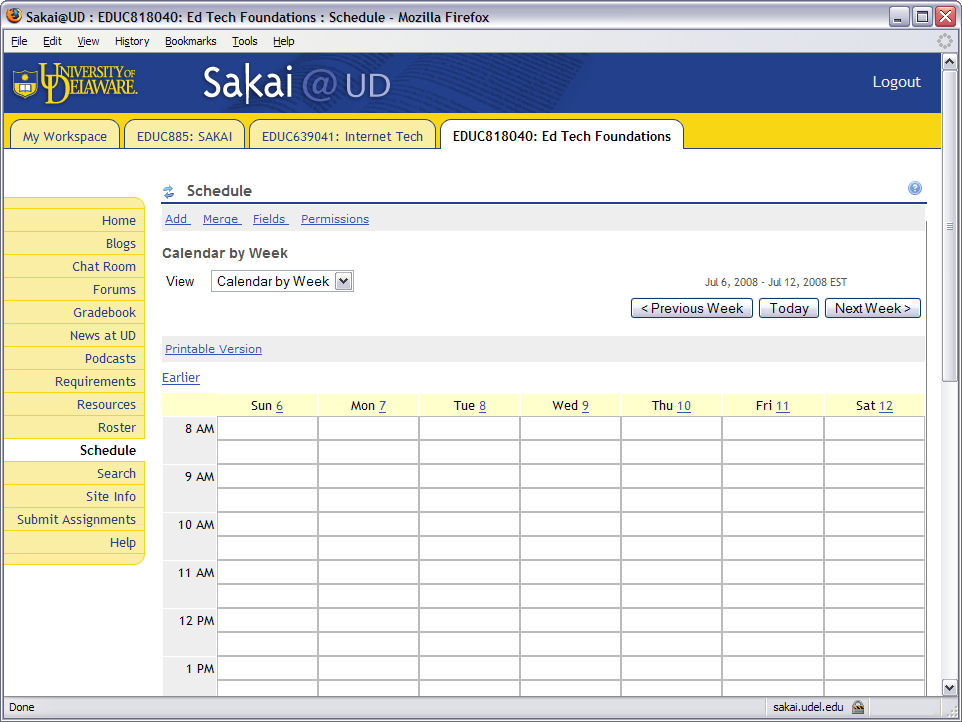 Sakai@UD : EDUC818040: Ed Tech Foundations : Schedule - Mozilla Firefox
File Edit View History Bookmarks Tools Help
UNIVERSITY OF DELAWARE.
Sakai @ UD
Logout
My Workspace EDUC885: SAKAI EDUC639041: Internet Tech EDUC818040: Ed Tech Foundations
Home
Blogs
Chat Room
Forums
Gradebook
News at UD
Podcasts
Requirements
Resources
Roster
Schedule
Search
Site Info
Submit Assignments
Help
Schedule ?
Add Merge Fields Permissions
Calendar by Week
View Calendar by Week
Jul 6, 2008 - Jul 12, 2008 EST
< Previous Week Today Next Week >
Printable Version
Earlier
Sun 6 Mon 7 Tue 8 Wed 9 Thu 10 Fri 11 Sat 12
8 AM
9 AM
10 AM
11 AM
12 PM
1 PM
Done sakai.udel.edu